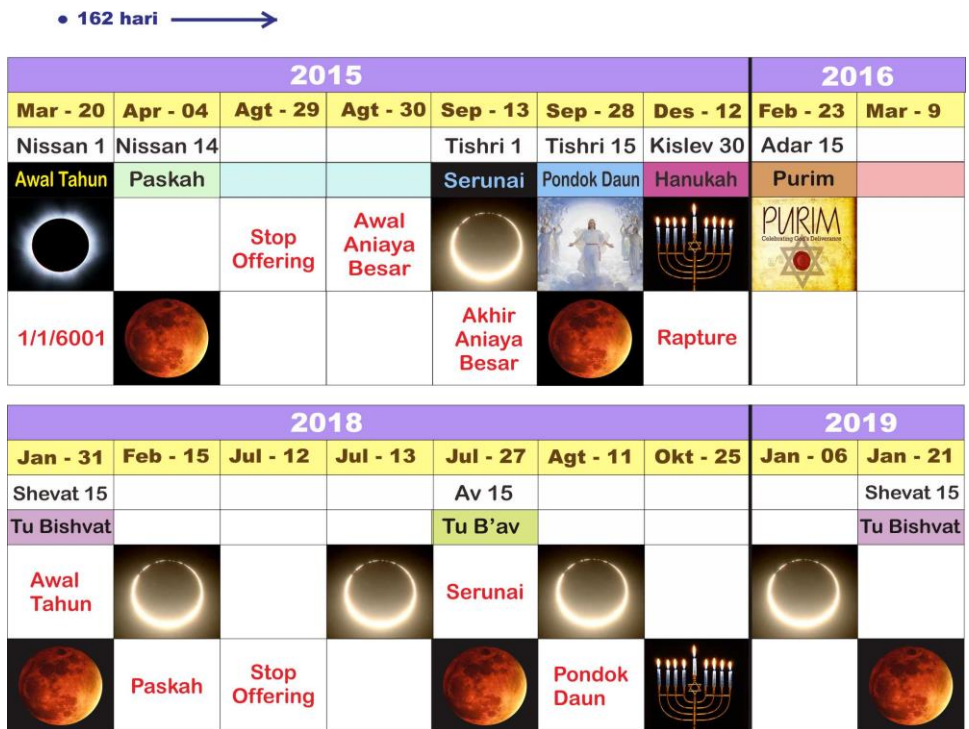 • 162 hari
2015 2016
Mar - 20 Apr - 04 Agt - 29 Agt - 30 Sep - 13 Sep - 28 Des - 12 Feb - 23 Mar - 9
Nissan 1 Nissan 14 Tishri 1 Tishri 15 Kislev 30 Adar 15
Awal Tahun Paskah Serunai Pondok Daun Hanukah Purim
Stop
Offering
Awal
Aniaya
Besar
PURIM
Celebrating God's Deliverance
1/1/6001
Akhir
Aniaya
Besar
Rapture
2018 2019
Jan - 31 Feb - 15 Jul - 12 Jul - 13 Jul - 27 Agt - 11 Okt - 25 Jan - 06 Jan - 21
Shevat 15 Av 15 Shevat 15
Tu Bishvat Tu B'av Tu Bishvat
Awal
Tahun
Serunai
Paskah
Stop
Offering
Pondok
Daun